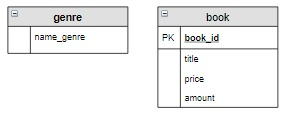 genre
name_genre
book
PK book_id
title
price
amount